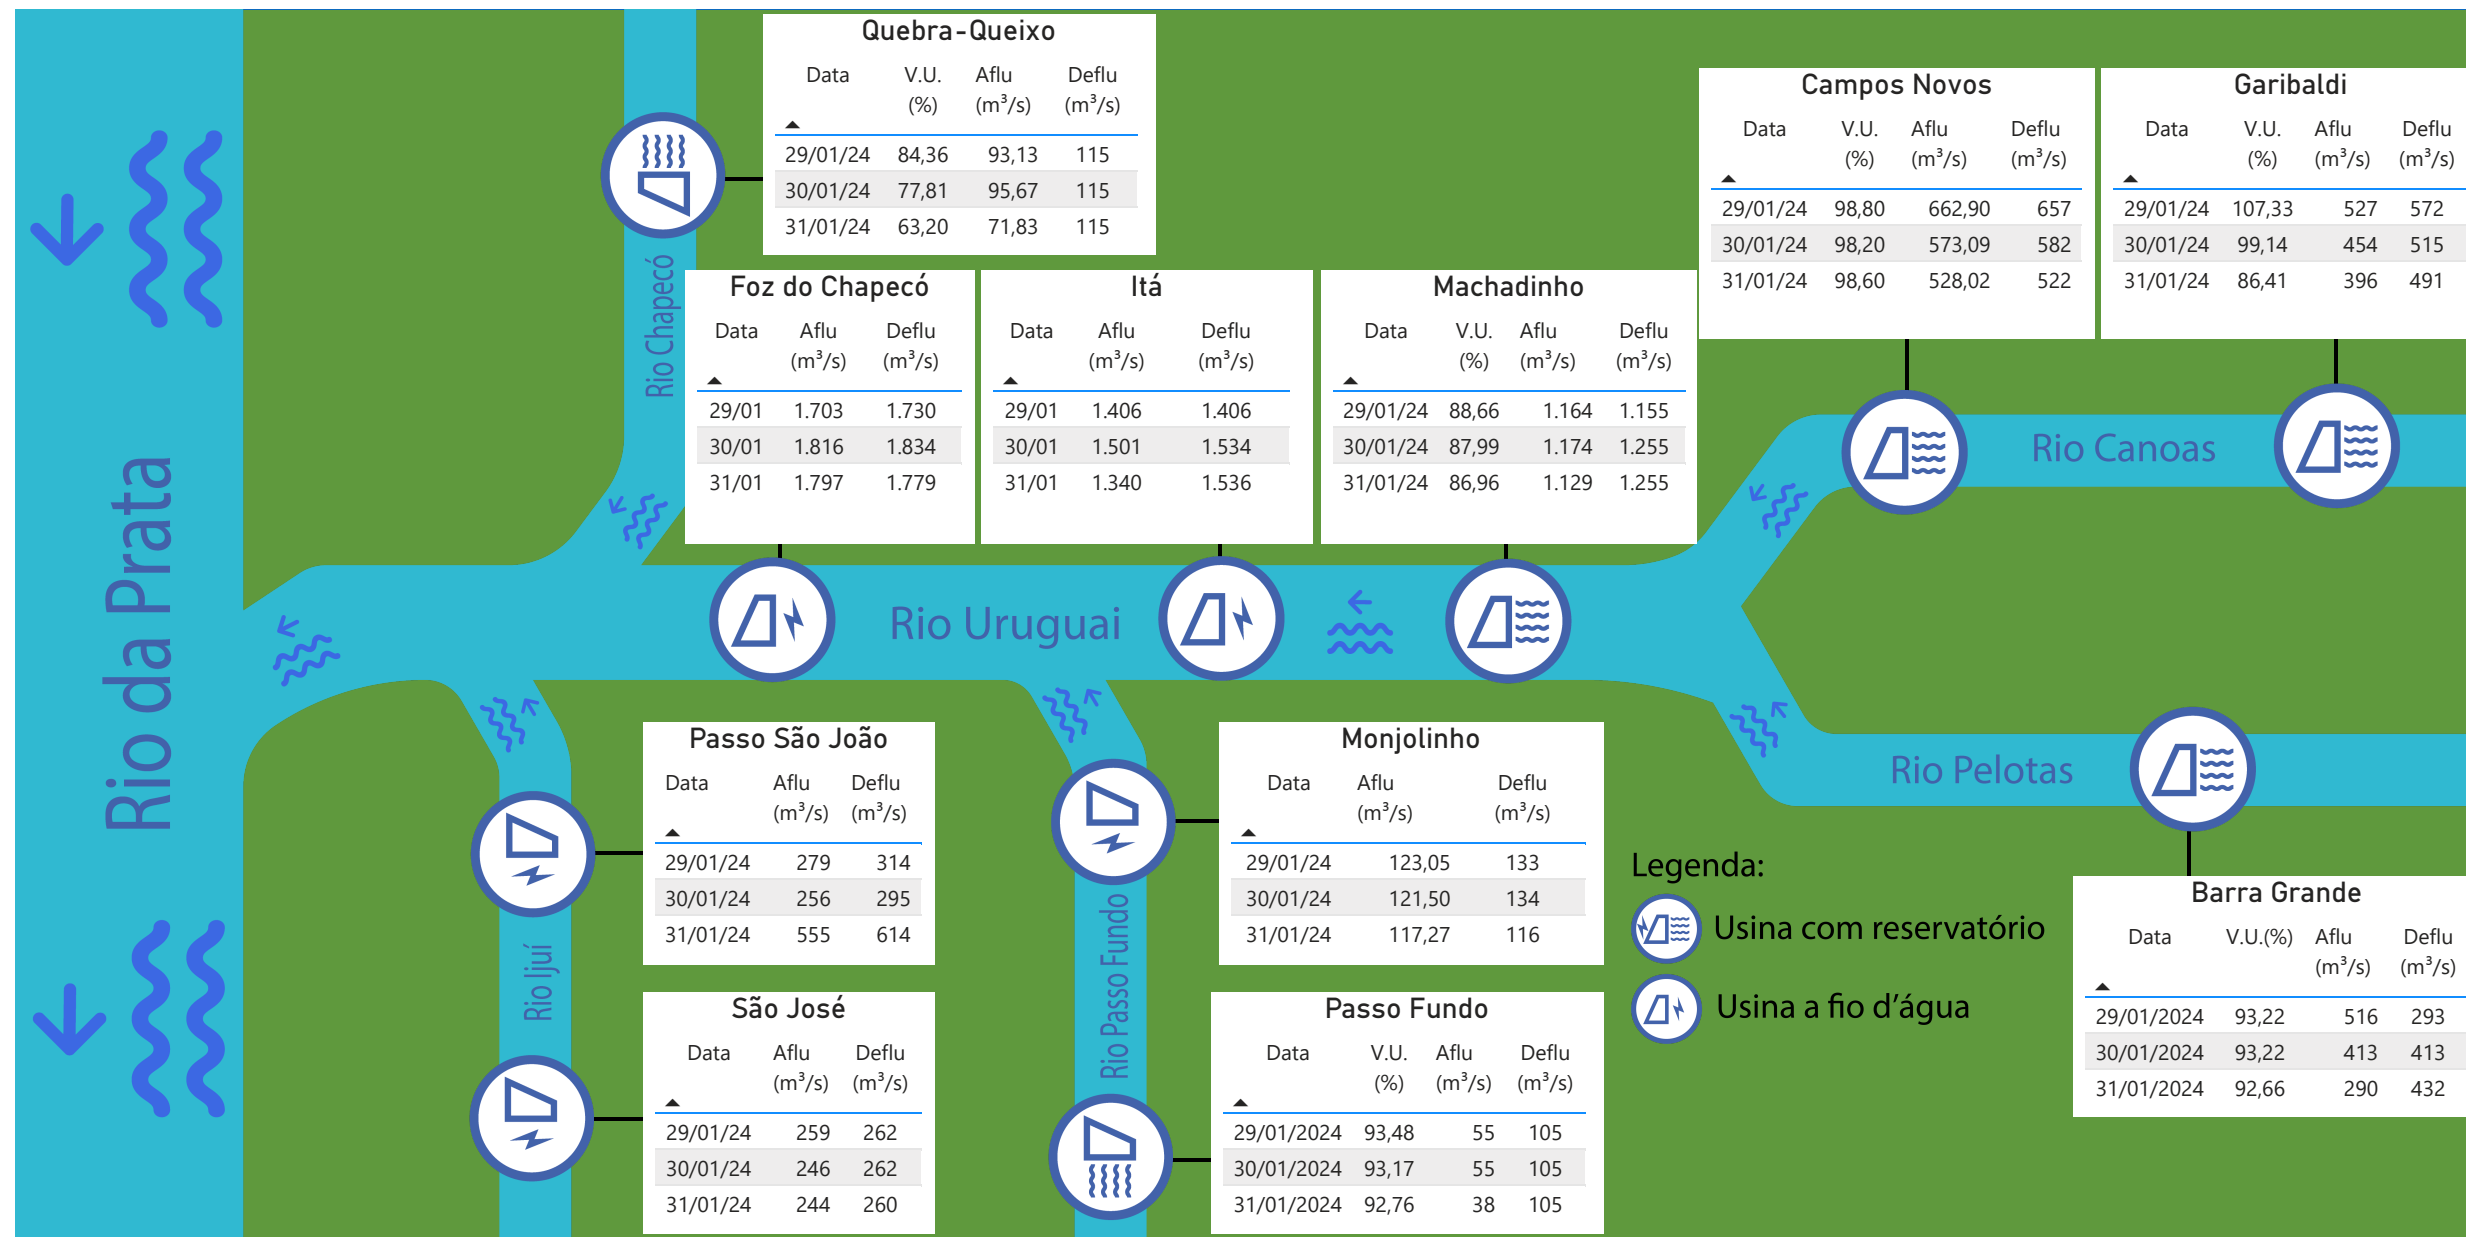 Quebra-Queixo
Data V.U. Aflu Deflu
(%) (m³/s) (m³/s)
29/01/24 84,36 93,13 115
30/01/24 77,81 95,67 115
31/01/24 63,20 71,83 115
Campos Novos
Data V.U. Aflu Deflu
(%) (m³/s) (m³/s)
29/01/24 98,80 662,90 657
30/01/24 98,20 573,09 582
31/01/24 98,60 528,02 522
Garibaldi
Data V.U. Aflu Deflu
(%) (m³/s) (m³/s)
29/01/24 107,33 527 572
30/01/24 99,14 454 515
31/01/24 86,41 396 491
Rio Chapecó
Foz do Chapecó
Data Aflu Deflu
(m³/s) (m³/s)
29/01 1.703 1.730
30/01 1.816 1.834
31/01 1.797 1.779
Itá
Data Aflu Deflu
(m³/s) (m³/s)
29/01 1.406 1.406
30/01 1.501 1.534
31/01 1.340 1.536
Machadinho
Data V.U. Aflu Deflu
(%) (m³/s) (m³/s)
29/01/24 88,66 1.164 1.155
30/01/24 87,99 1.174 1.255
31/01/24 86,96 1.129 1.255
Rio Canoas
Rio da Prata
Rio Uruguai
Rio Pelotas
Passo São João
Data Aflu Deflu
(m³/s) (m³/s)
29/01/24 279 314
30/01/24 256 295
31/01/24 555 614
Monjolinho
Data Aflu Deflu
(m³/s) (m³/s)
29/01/24 123,05 133
30/01/24 121,50 134
31/01/24 117,27 116
Legenda:
Usina com reservatório
Usina a fio d'água
Barra Grande
Data V.U.(%) Aflu Deflu
(m³/s) (m³/s)
29/01/2024 93,22 516 293
30/01/2024 93,22 413 413
31/01/2024 92,66 290 432
Rio Ijuí
Rio Passo Fundo
São José
Data Aflu Deflu
(m³/s) (m³/s)
29/01/24 259 262
30/01/24 246 262
31/01/24 244 260
Passo Fundo
Data V.U. Aflu Deflu
(%) (m³/s) (m³/s)
29/01/2024 93,48 55 105
30/01/2024 93,17 55 105
31/01/2024 92,76 38 105